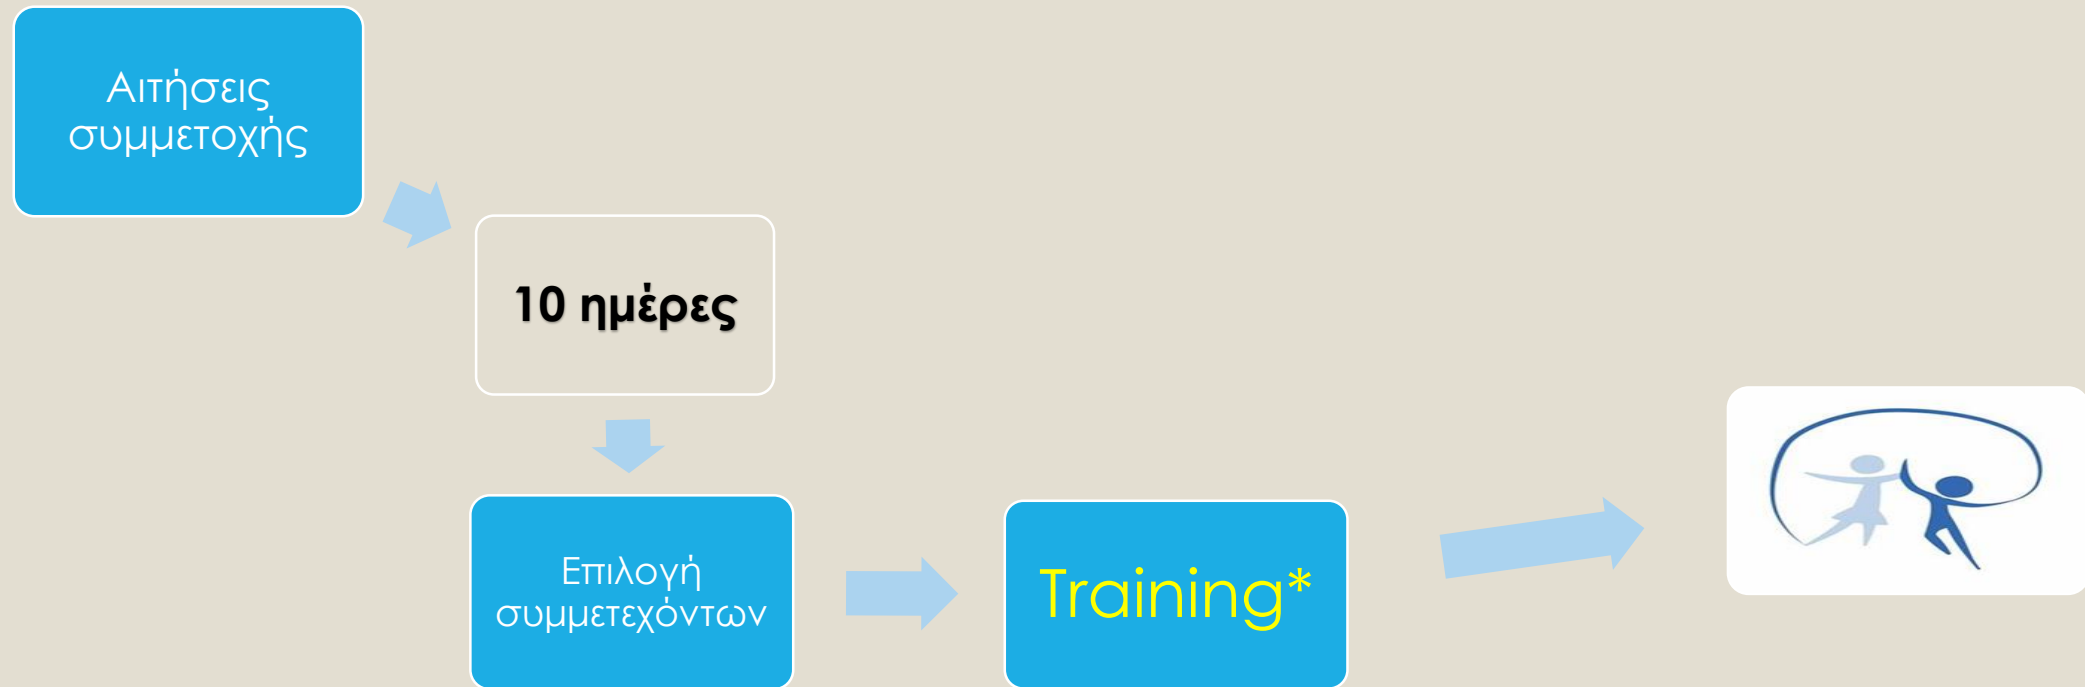 Αιτήσεις
συμμετοχής
10 ημέρες
Επιλογή
συμμετεχόντων
Training*